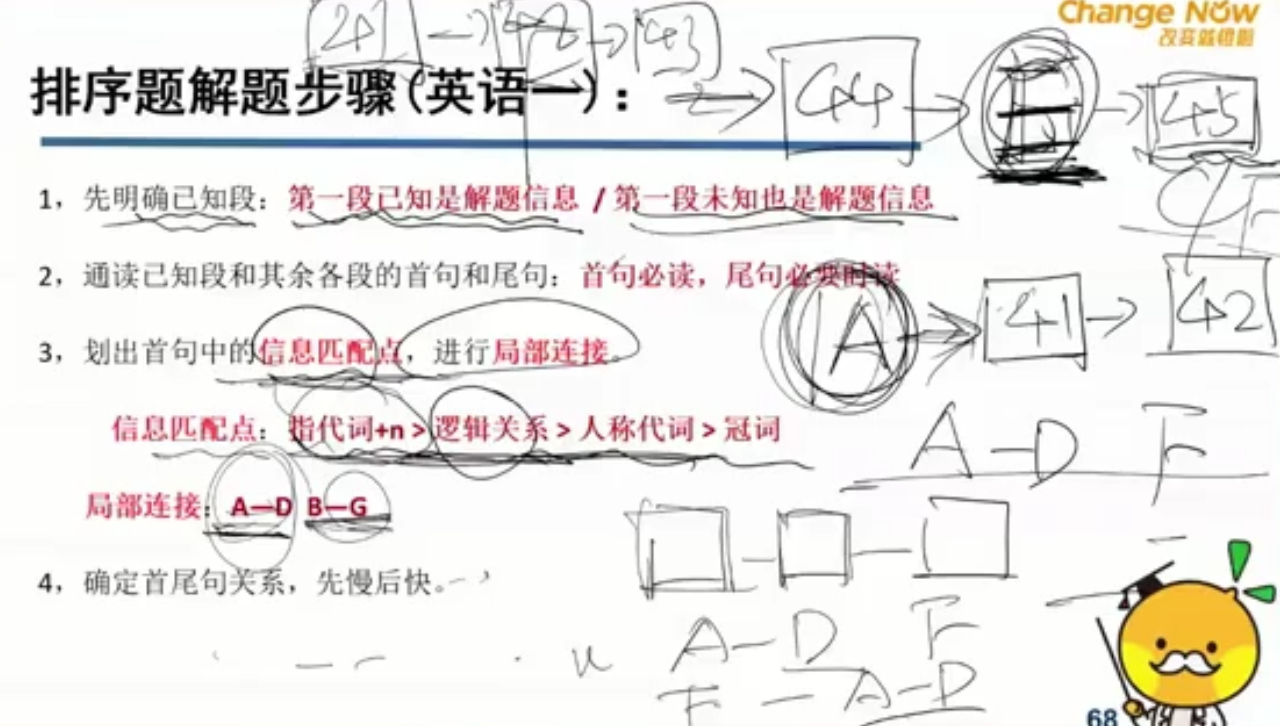 Change Now
改变就橙啦
41 → 42 → 43
排序题解题步骤(英语一)：
→ 44 → E → 45
1，先明确已知段：第一段已知是解题信息 / 第一段未知也是解题信息
2，通读已知段和其余各段的首句和尾句：首句必读，尾句必要时读
A → 41 → 42
3，划出首句中的信息匹配点，进行局部连接。
信息匹配点：指代词+n > 逻辑关系 > 人称代词 > 冠词
A—D F
局部连接：A—D B—G
4，确定首尾句关系，先慢后快。
A—D F
F—A—D
68